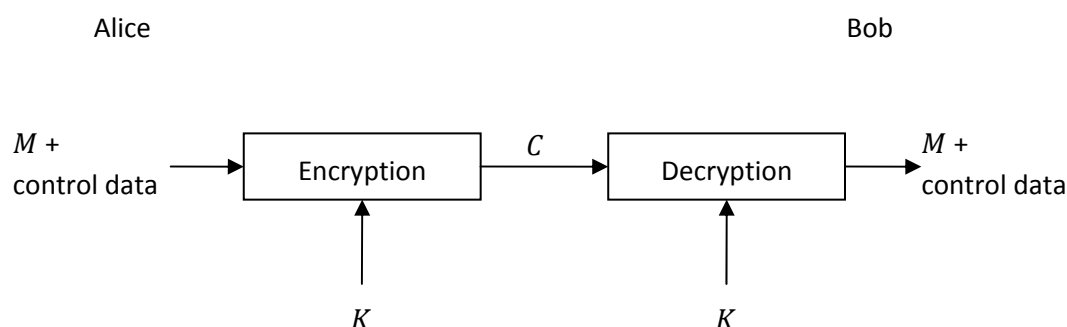 Alice Bob
M +
control data
Encryption
C
Decryption
M +
control data
K K